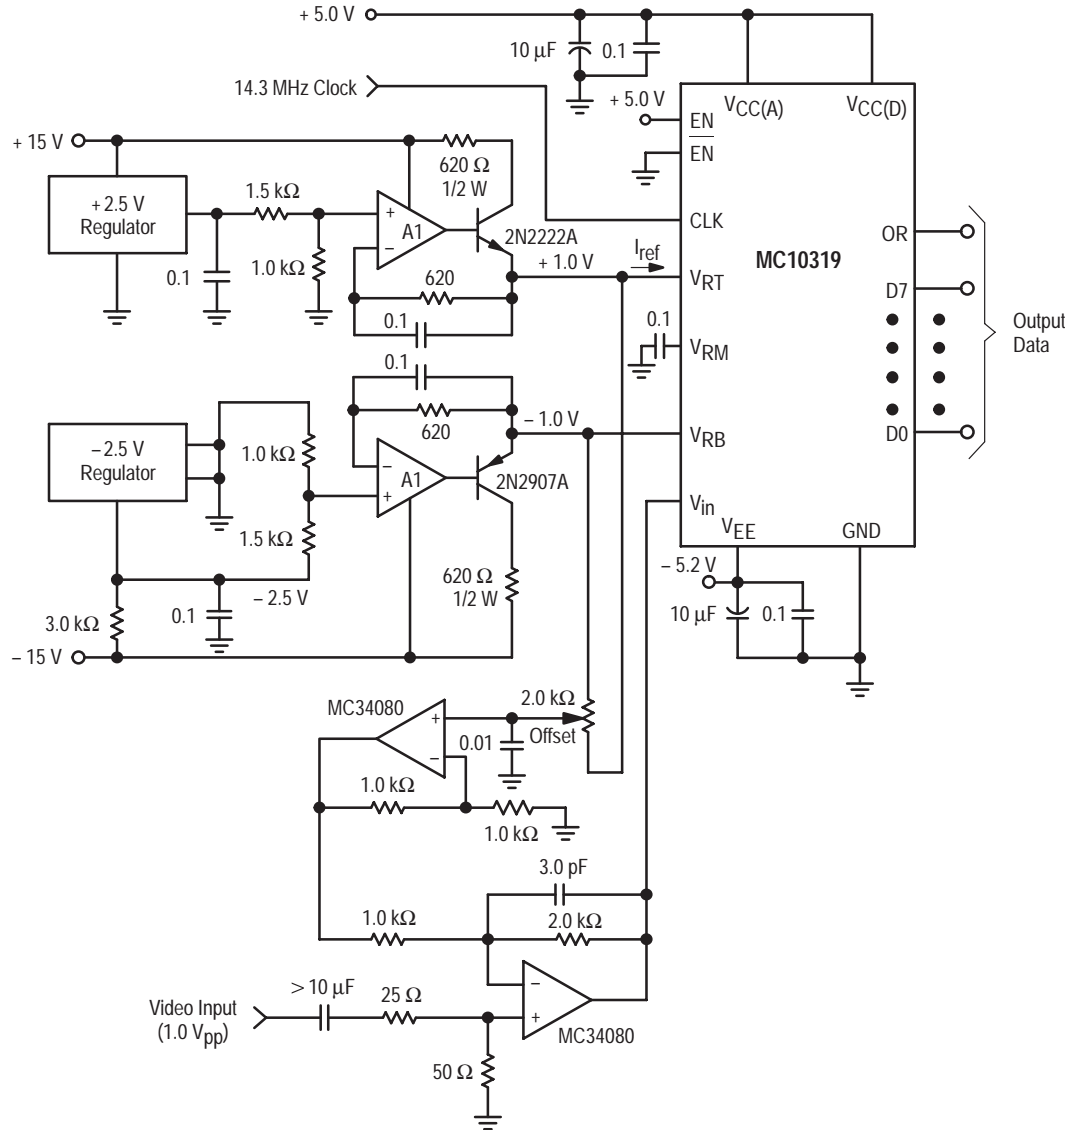 + 5.0 V
10 μF
0.1
14.3 MHz Clock
+ 5.0 V
VCC(A)
VCC(D)
EN
EN
CLK
MC10319
OR
D7
D0
Output
Data
+ 15 V
+ 2.5 V
Regulator
0.1
1.5 kΩ
1.0 kΩ
+
–
A1
620 Ω
1/2 W
2N2222A
+ 1.0 V
Iref
VRT
620
0.1
0.1
VRM
0.1
620
– 1.0 V
VRB
– 2.5 V
Regulator
1.0 kΩ
–
+
A1
2N2907A
Vin
VEE
GND
1.5 kΩ
– 2.5 V
0.1
3.0 kΩ
620 Ω
1/2 W
– 5.2 V
10 μF
0.1
– 15 V
MC34080
+
–
2.0 kΩ
Offset
0.01
1.0 kΩ
1.0 kΩ
3.0 pF
1.0 kΩ
2.0 kΩ
Video Input
(1.0 Vpp)
> 10 μF
25 Ω
–
+
MC34080
50 Ω